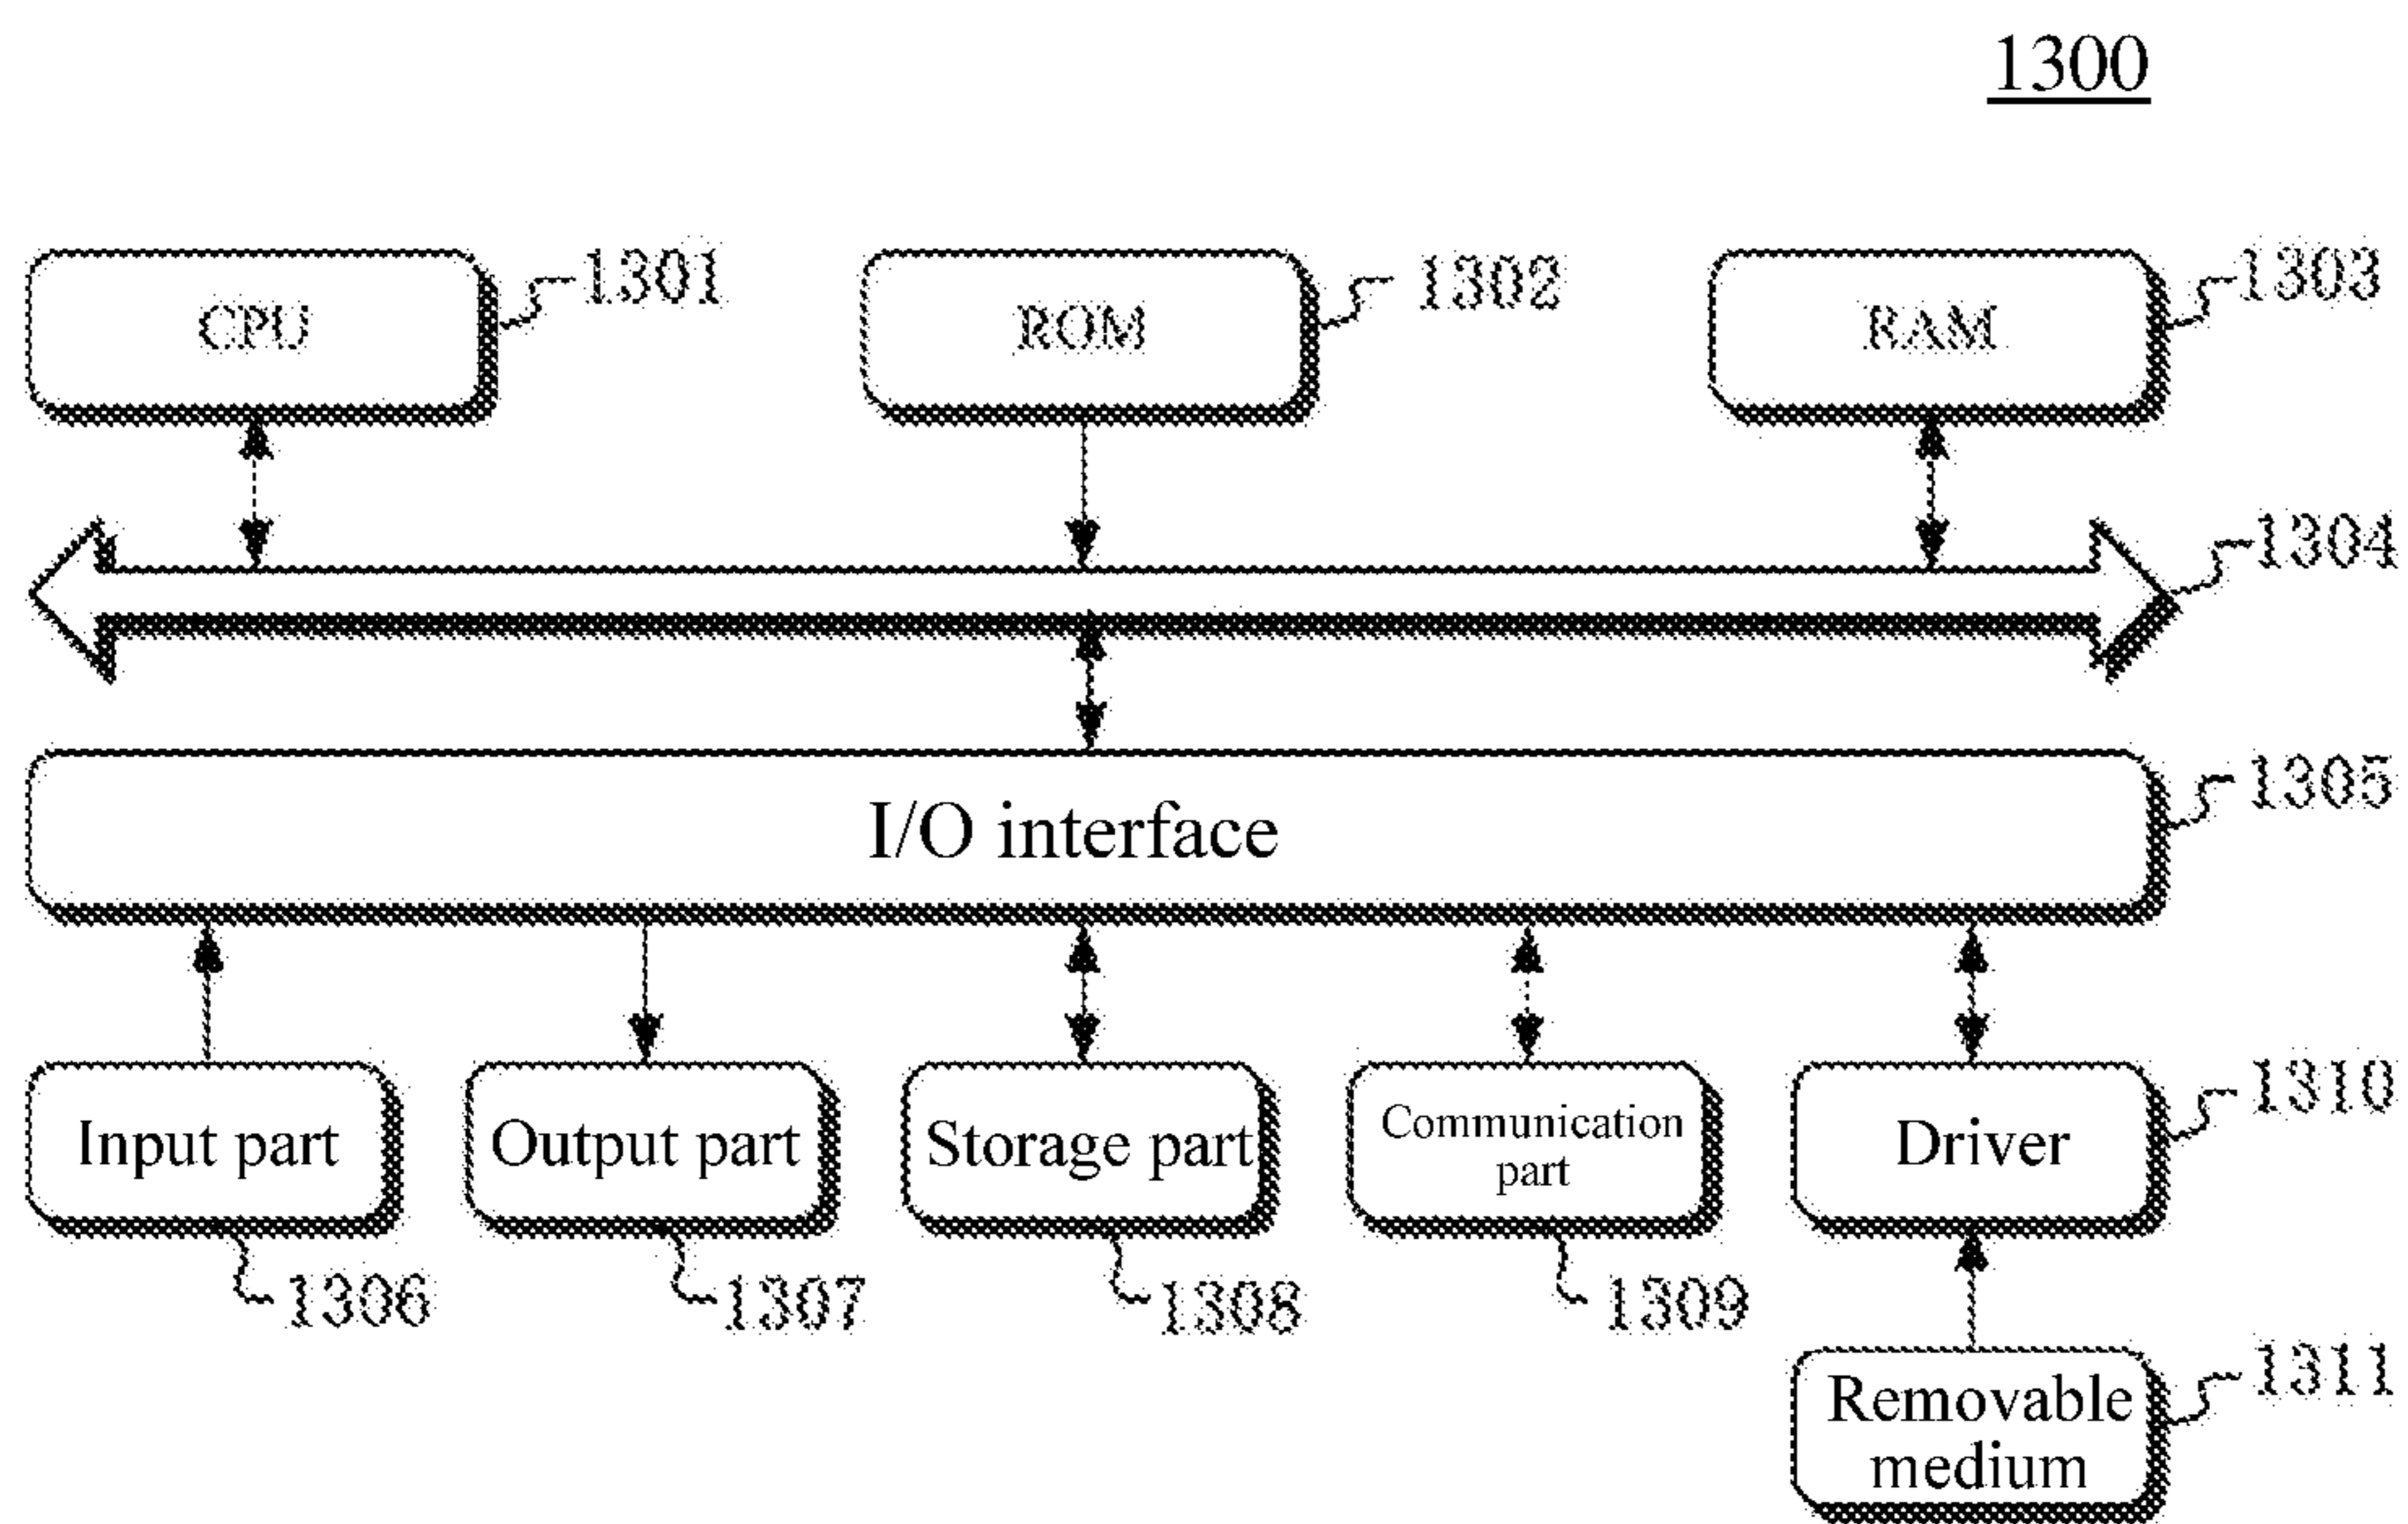 1300
CPU
1301
ROM
1302
RAM
1303
1304
I/O interface
1305
Input part
Output part
Storage part
Communication
part
Driver
1310
1306
1307
1308
1309
Removable
medium
1311